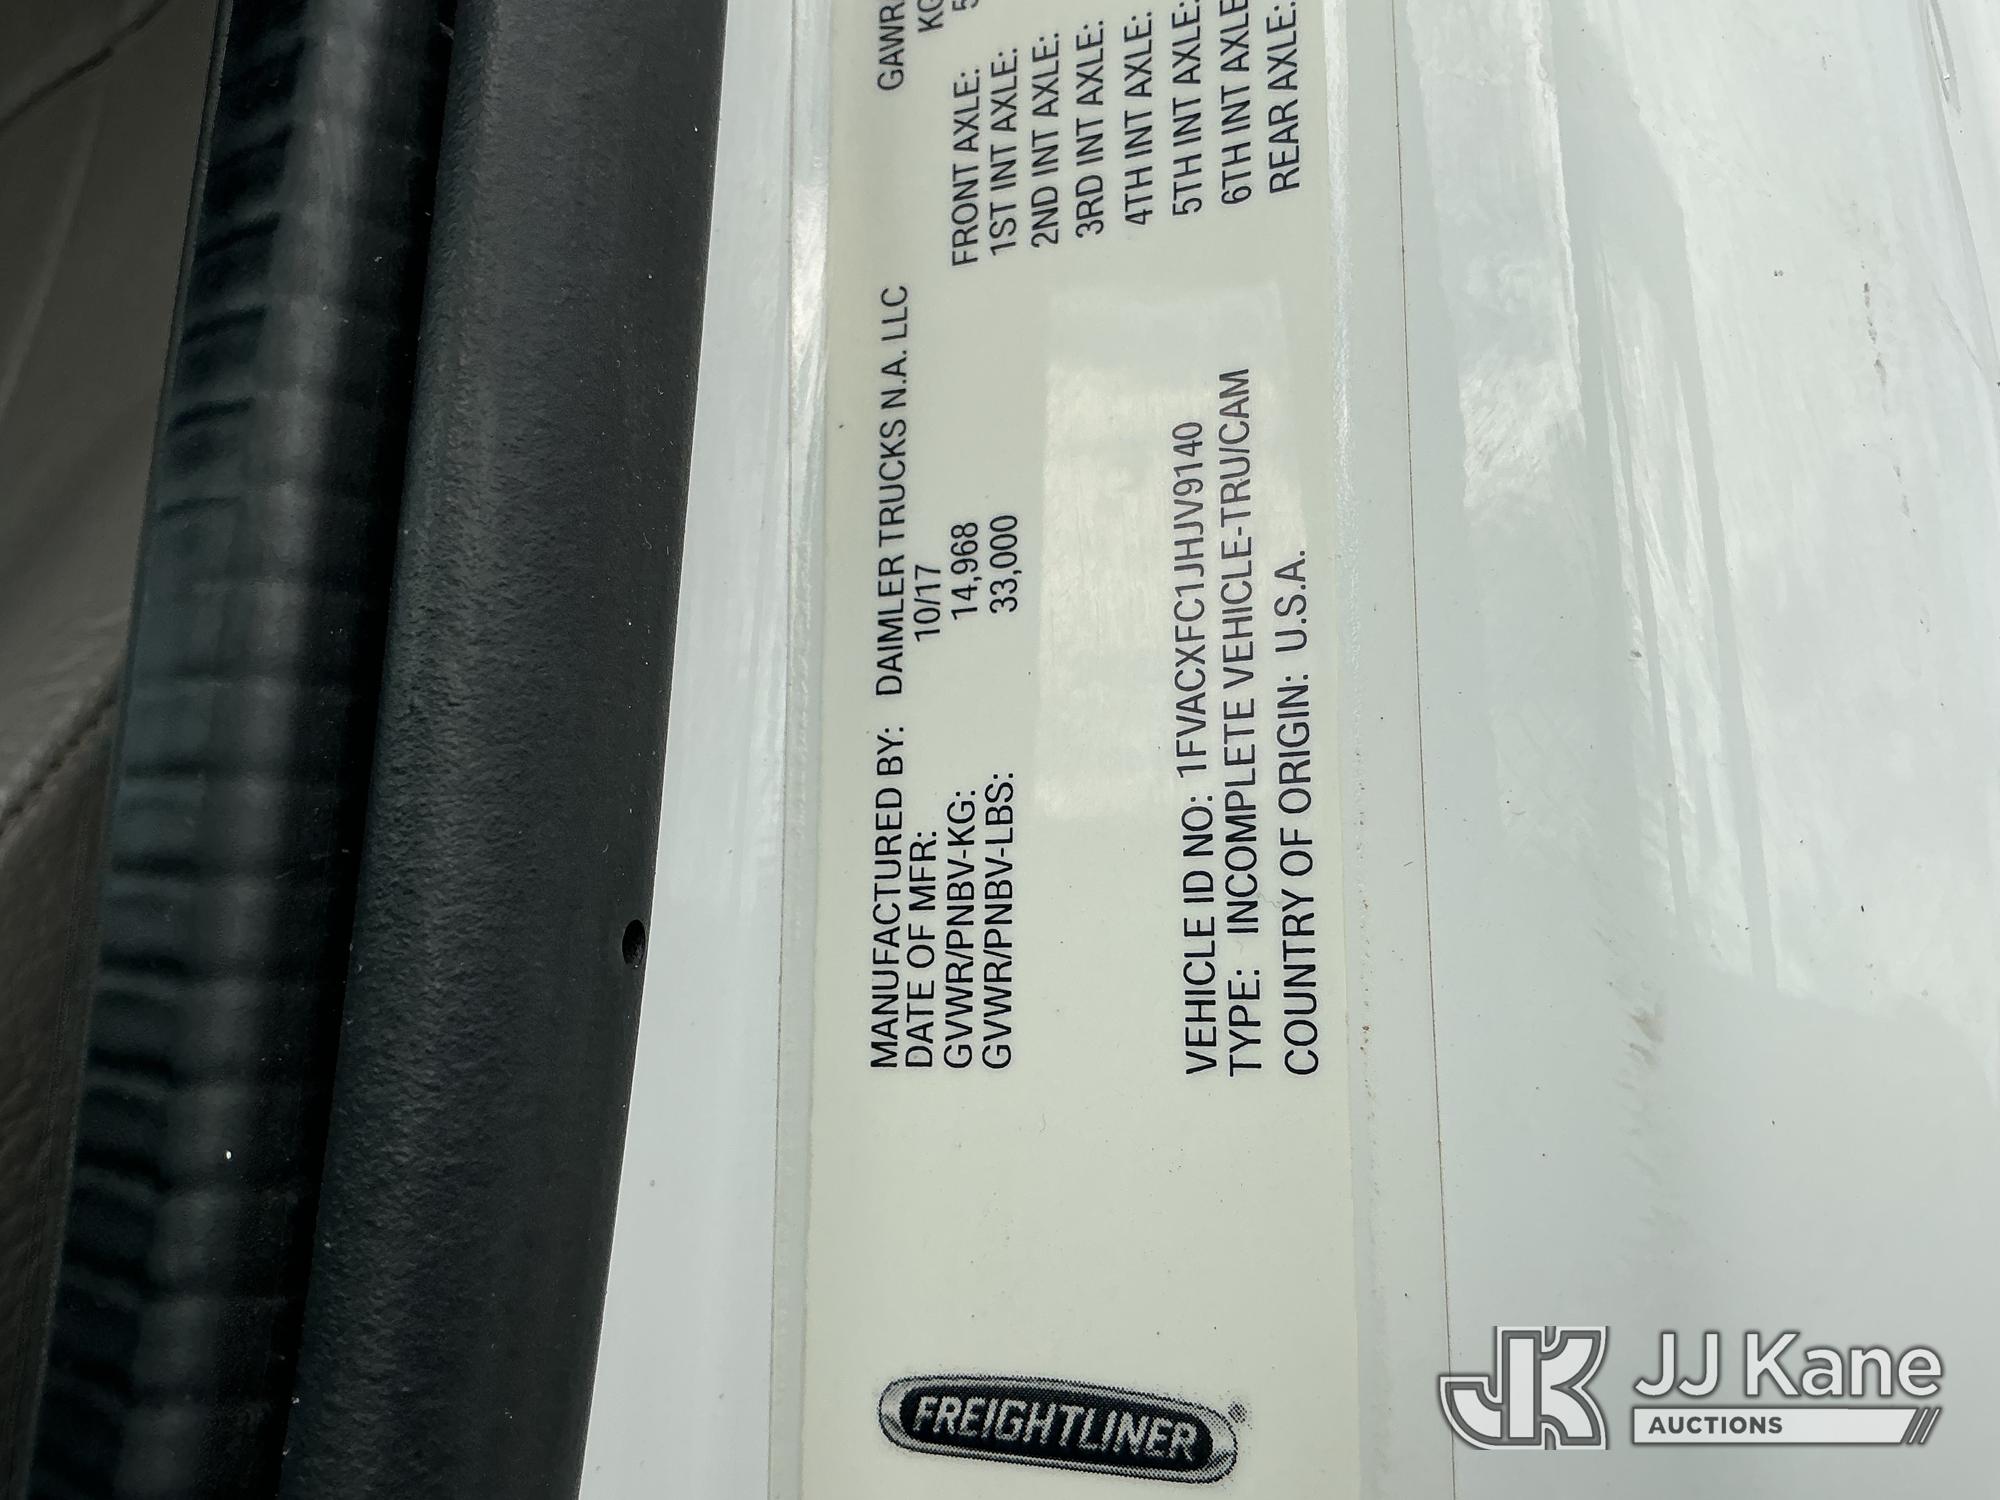 FREIGHTLINER
MANUFACTURED BY: DAIMLER TRUCKS N.A. LLC
DATE OF MFR: 10/17
GVWR/PNBV-KG: 14,968
GVWR/PNBV-LBS: 33,000
VEHICLE ID NO: 1FVACXFC1JHJV9140
TYPE: INCOMPLETE VEHICLE-TRU/CAM
COUNTRY OF ORIGIN: U.S.A.
GAWR
KG
FRONT AXLE: 5
1ST INT AXLE:
2ND INT AXLE:
3RD INT AXLE:
4TH INT AXLE:
5TH INT AXLE:
6TH INT AXLE
REAR AXLE:
JK JJ Kane
AUCTIONS